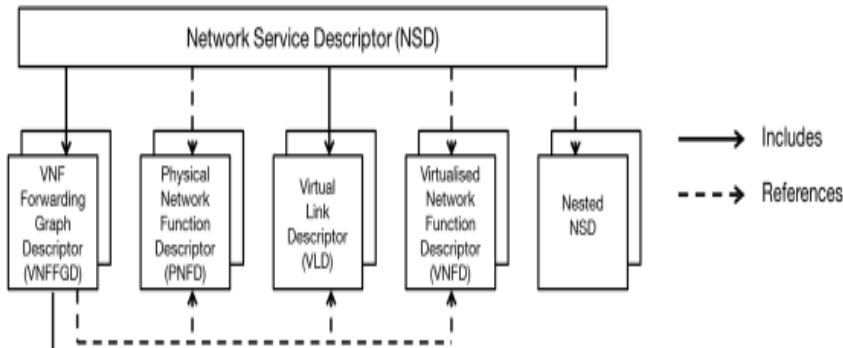 Network Service Descriptor (NSD)
VNF
Forwarding
Graph
Descriptor
(VNFFGD)
Physical
Network
Function
Descriptor
(PNFD)
Virtual
Link
Descriptor
(VLD)
Virtualised
Network
Function
Descriptor
(VNFD)
Nested
NSD
Includes
References